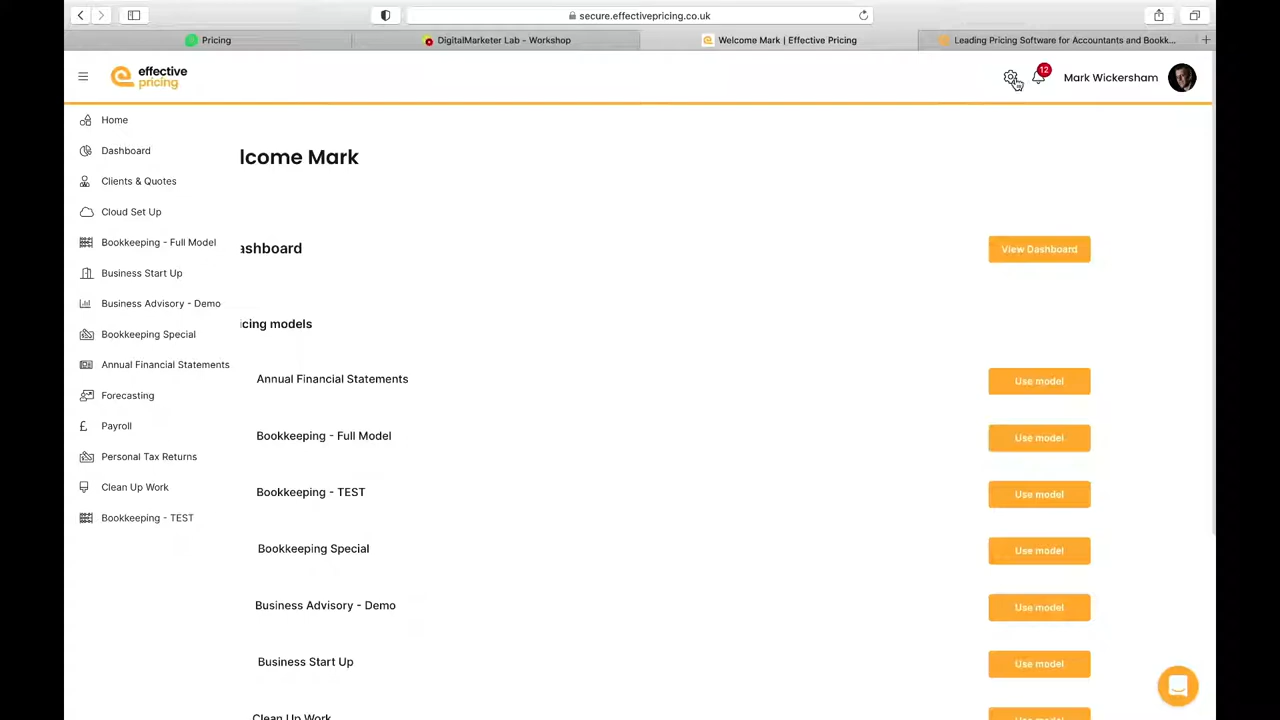 secure.effectivepricing.co.uk
Pricing
DigitalMarketer Lab - Workshop
Welcome Mark | Effective Pricing
Leading Pricing Software for Accountants and Bookk...
effective
pricing
12
Mark Wickersham
Home
Dashboard
Clients & Quotes
Cloud Set Up
Bookkeeping - Full Model
Business Start Up
Business Advisory - Demo
Bookkeeping Special
Annual Financial Statements
Forecasting
Payroll
Personal Tax Returns
Clean Up Work
Bookkeeping - TEST
lcome Mark
ashboard
View Dashboard
icing models
Annual Financial Statements
Use model
Bookkeeping - Full Model
Use model
Bookkeeping - TEST
Use model
Bookkeeping Special
Use model
Business Advisory - Demo
Use model
Business Start Up
Use model
Clean Up Work
Use model